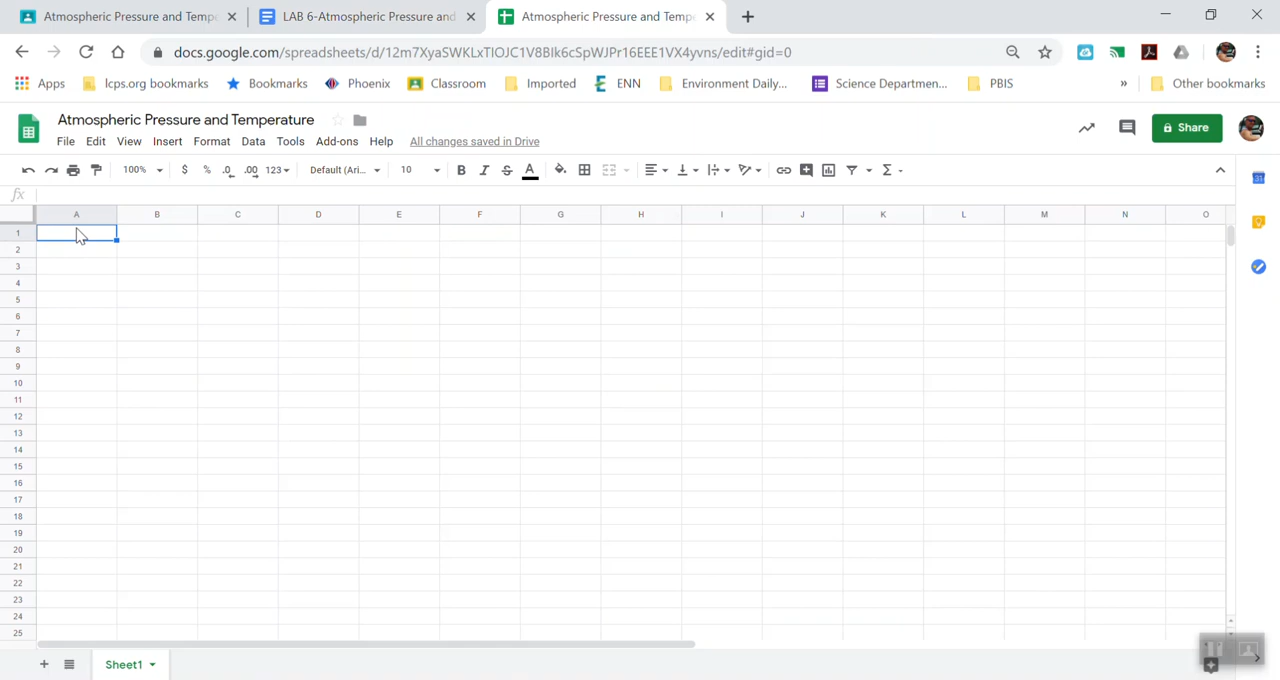 Atmospheric Pressure and Tempe
LAB 6-Atmospheric Pressure and
Atmospheric Pressure and Tempe
docs.google.com/spreadsheets/d/12m7XyaSWKLxTIOJC1V8BIk6cSpWJPr16EEE1VX4yvns/edit#gid=0
Apps lcps.org bookmarks Bookmarks Phoenix Classroom Imported ENN Environment Daily... Science Departmen... PBIS » Other bookmarks
Atmospheric Pressure and Temperature
File Edit View Insert Format Data Tools Add-ons Help All changes saved in Drive
Share
100% $ % .0 .00 123 Default (Ari... 10 B I S A Σ
fx
A B C D E F G H I J K L M N O
1
2
3
4
5
6
7
8
9
10
11
12
13
14
15
16
17
18
19
20
21
22
23
24
25
31
Sheet1